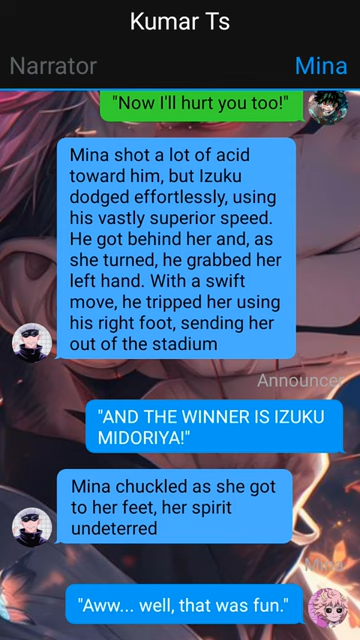 Kumar Ts
Narrator
Mina
"Now I'll hurt you too!"
Mina shot a lot of acid
toward him, but Izuku
dodged effortlessly, using
his vastly superior speed.
He got behind her and, as
she turned, he grabbed her
left hand. With a swift
move, he tripped her using
his right foot, sending her
out of the stadium
Announcer
"AND THE WINNER IS IZUKU
MIDORIYA!"
Mina chuckled as she got
to her feet, her spirit
undeterred
Mina
"Aww... well, that was fun."